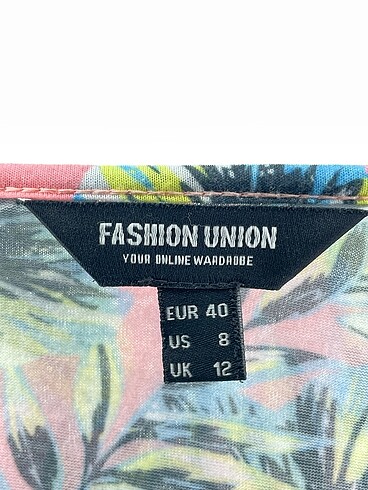 FASHION UNION
YOUR ONLINE WARDROBE
EUR 40
US 8
UK 12